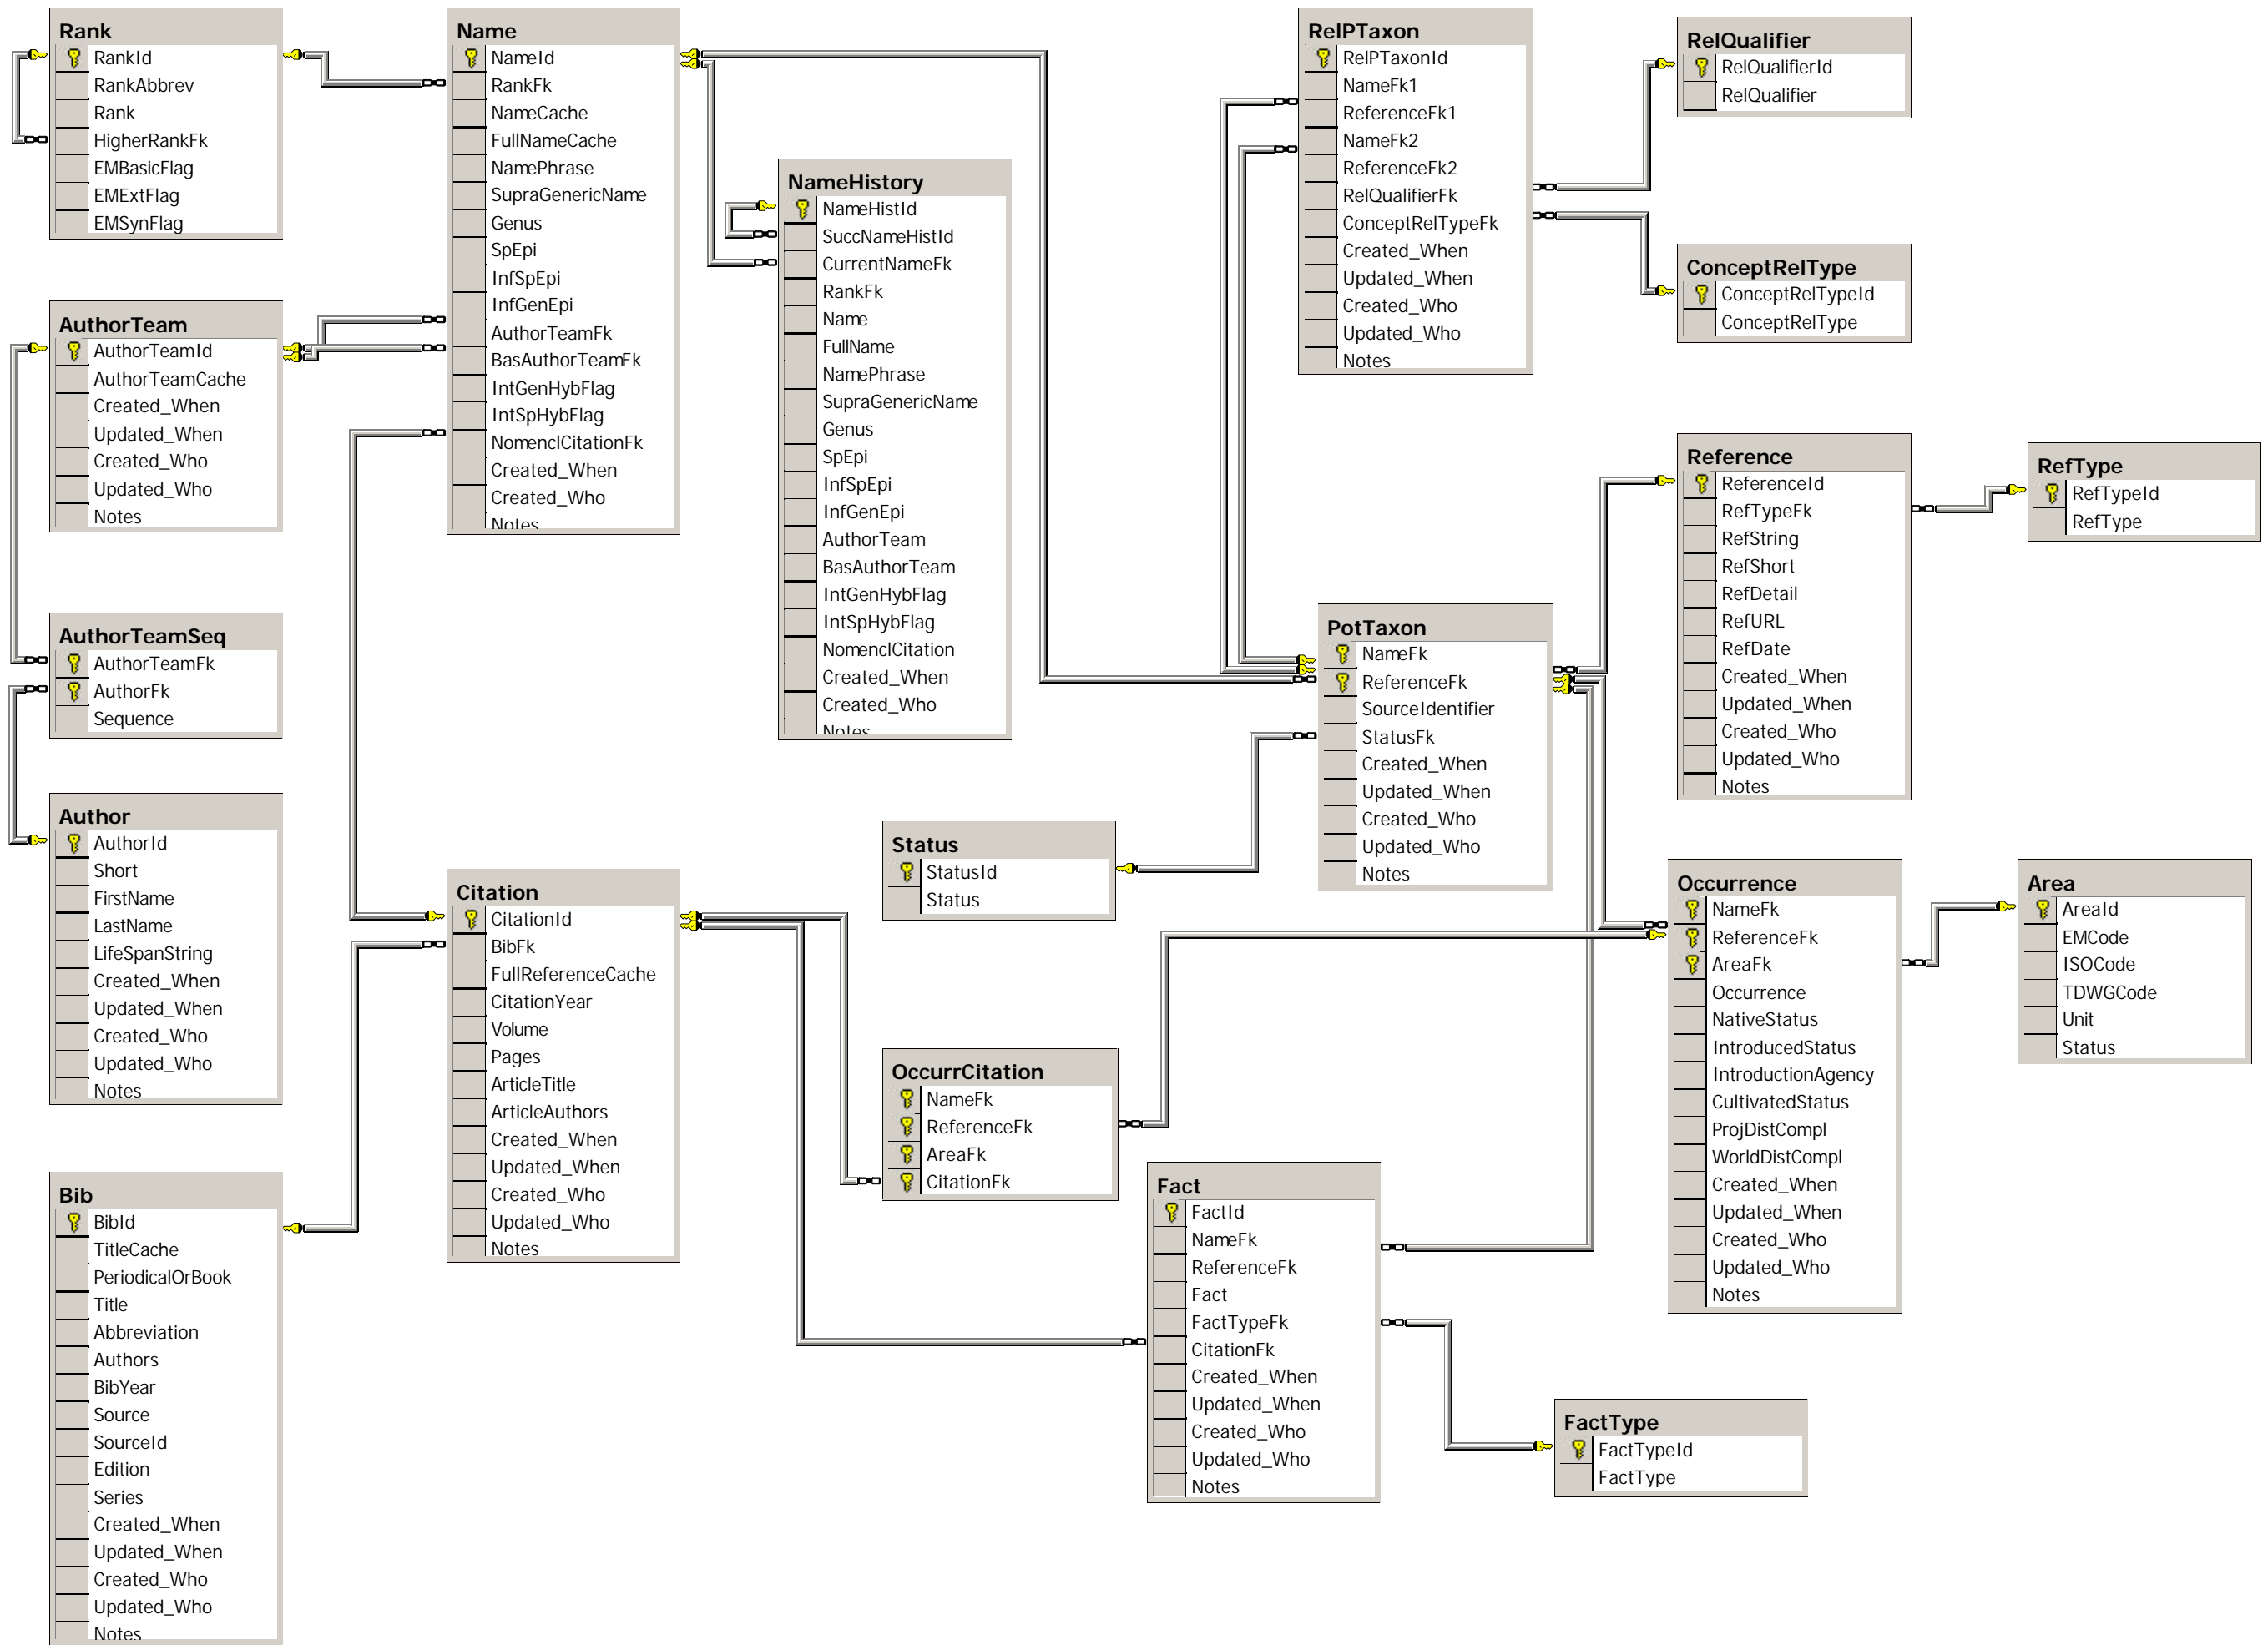 Rank
RankId
RankAbbrev
Rank
HigherRankFk
EMBasicFlag
EMExtFlag
EMSynFlag
AuthorTeam
AuthorTeamId
AuthorTeamCache
Created_When
Updated_When
Created_Who
Updated_Who
Notes
AuthorTeamSeq
AuthorTeamFk
AuthorFk
Sequence
Author
AuthorId
Short
FirstName
LastName
LifeSpanString
Created_When
Updated_When
Created_Who
Updated_Who
Notes
Bib
BibId
TitleCache
PeriodicalOrBook
Title
Abbreviation
Authors
BibYear
Source
SourceId
Edition
Series
Created_When
Updated_When
Created_Who
Updated_Who
Notes
Name
NameId
RankFk
NameCache
FullNameCache
NamePhrase
SupraGenericName
Genus
SpEpi
InfSpEpi
InfGenEpi
AuthorTeamFk
BasAuthorTeamFk
IntGenHybFlag
IntSpHybFlag
NomenclCitationFk
Created_When
Created_Who
Notes
Citation
CitationId
BibFk
FullReferenceCache
CitationYear
Volume
Pages
ArticleTitle
ArticleAuthors
Created_When
Updated_When
Created_Who
Updated_Who
Notes
NameHistory
NameHistId
SuccNameHistId
CurrentNameFk
RankFk
Name
FullName
NamePhrase
SupraGenericName
Genus
SpEpi
InfSpEpi
InfGenEpi
AuthorTeam
BasAuthorTeam
IntGenHybFlag
IntSpHybFlag
NomenclCitation
Created_When
Created_Who
Notes
Status
StatusId
Status
OccurrCitation
NameFk
ReferenceFk
AreaFk
CitationFk
Fact
FactId
NameFk
ReferenceFk
Fact
FactTypeFk
CitationFk
Created_When
Updated_When
Created_Who
Updated_Who
Notes
RelPTaxon
RelPTaxonId
NameFk1
ReferenceFk1
NameFk2
ReferenceFk2
RelQualifierFk
ConceptRelTypeFk
Created_When
Updated_When
Created_Who
Updated_Who
Notes
PotTaxon
NameFk
ReferenceFk
SourceIdentifier
StatusFk
Created_When
Updated_When
Created_Who
Updated_Who
Notes
RelQualifier
RelQualifierId
RelQualifier
ConceptRelType
ConceptRelTypeId
ConceptRelType
Reference
ReferenceId
RefTypeFk
RefString
RefShort
RefDetail
RefURL
RefDate
Created_When
Updated_When
Created_Who
Updated_Who
Notes
RefType
RefTypeId
RefType
Occurrence
NameFk
ReferenceFk
AreaFk
Occurrence
NativeStatus
IntroducedStatus
IntroductionAgency
CultivatedStatus
ProjDistCompl
WorldDistCompl
Created_When
Updated_When
Created_Who
Updated_Who
Notes
Area
AreaId
EMCode
ISOCode
TDWGCode
Unit
Status
FactType
FactTypeId
FactType